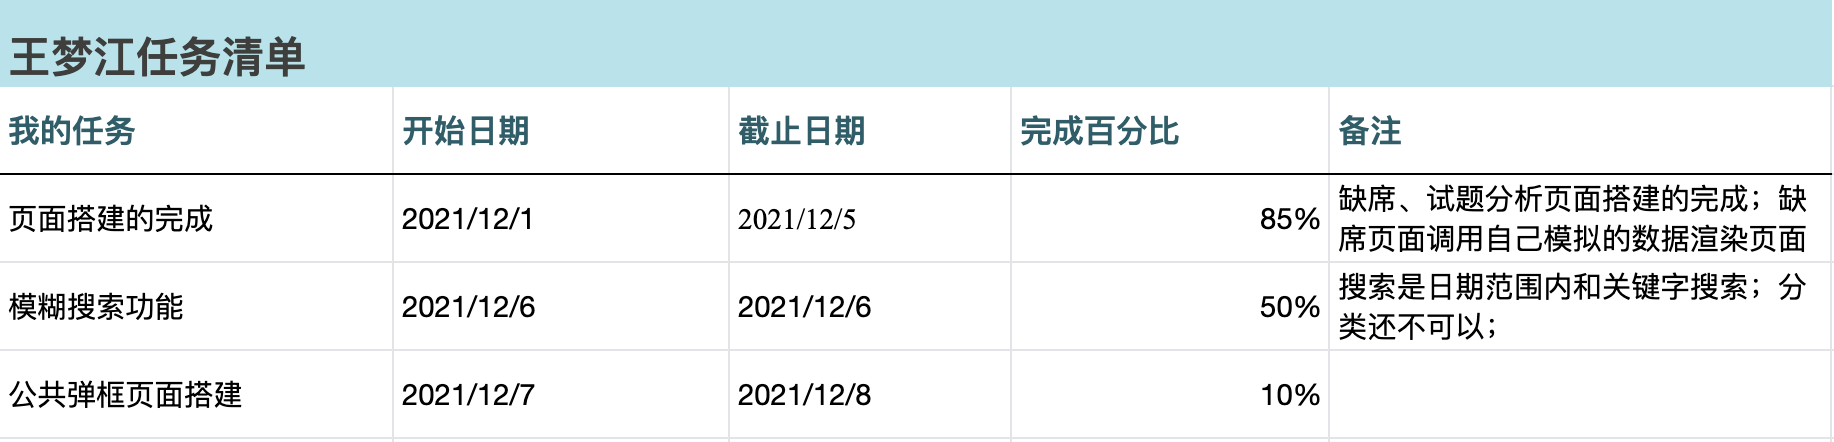 王梦江任务清单
我的任务 开始日期 截止日期 完成百分比 备注
页面搭建的完成 2021/12/1 2021/12/5 85% 缺席、试题分析页面搭建的完成；缺
席页面调用自己模拟的数据渲染页面
模糊搜索功能 2021/12/6 2021/12/6 50% 搜索是日期范围内和关键字搜索；分
类还不可以；
公共弹框页面搭建 2021/12/7 2021/12/8 10%